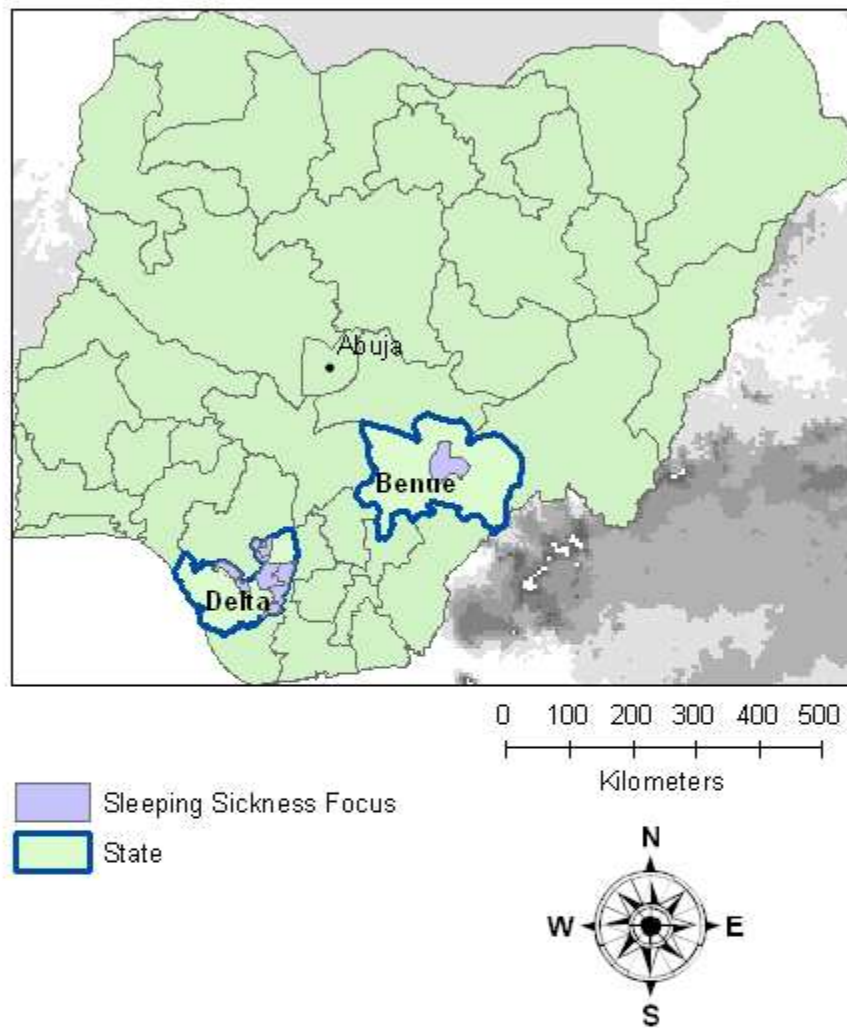 Abuja
Benue
Delta
0 100 200 300 400 500
Kilometers
Sleeping Sickness Focus
State
N
W E
S